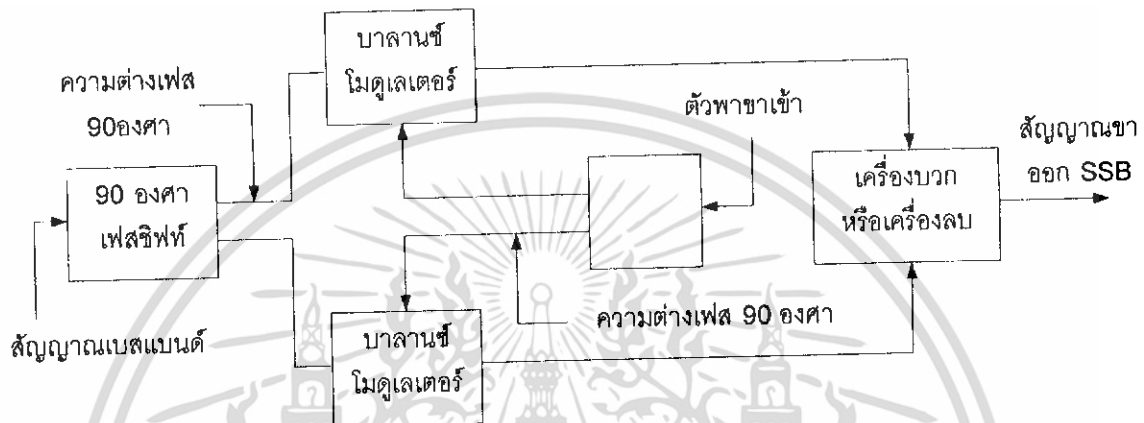 บาลานซ์
โมดูเลเตอร์
ความต่างเฟส
90องศา
ตัวพาขาเข้า
สัญญาณขา
ออก SSB
90 องศา
เฟสชิฟท์
เครื่องบวก
หรือเครื่องลบ
ความต่างเฟส 90 องศา
สัญญาณเบสแบนด์
บาลานซ์
โมดูเลเตอร์